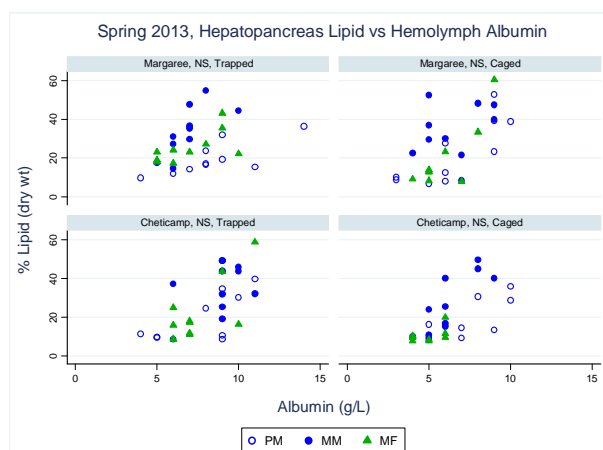 Spring 2013, Hepatopancreas Lipid vs Hemolymph Albumin
Margaree, NS, Trapped
Margaree, NS, Caged
60
40
20
0
Cheticamp, NS, Trapped
Cheticamp, NS, Caged
60
40
20
0
% Lipid (dry wt)
0 5 10 15
0 5 10 15
Albumin (g/L)
PM MM MF